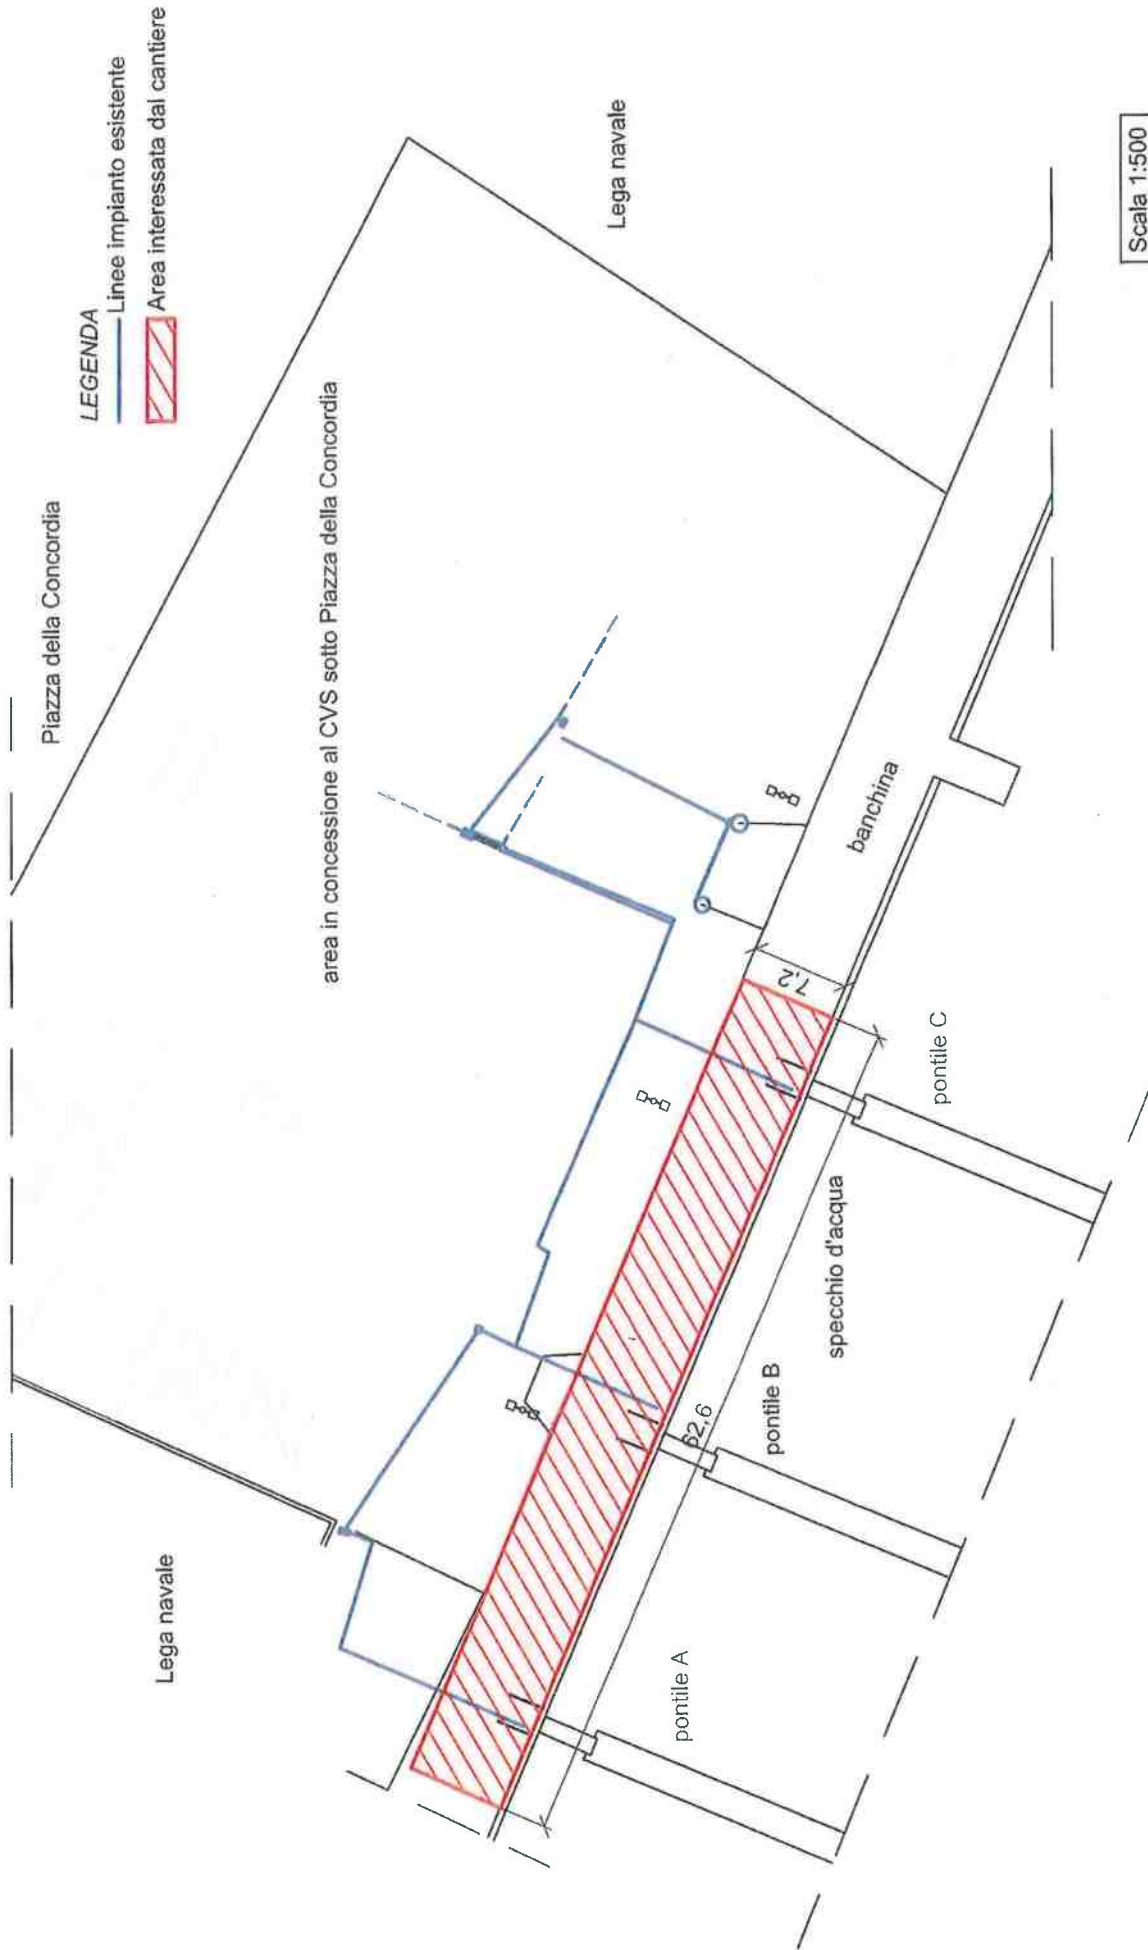 Piazza della Concordia
LEGENDA
Linee impianto esistente
Area interessata dal cantiere
Lega navale
area in concessione al CVS sotto Piazza della Concordia
Lega navale
banchina
7,2
62,6
specchio d'acqua
pontile A
pontile B
pontile C
Scala 1:500